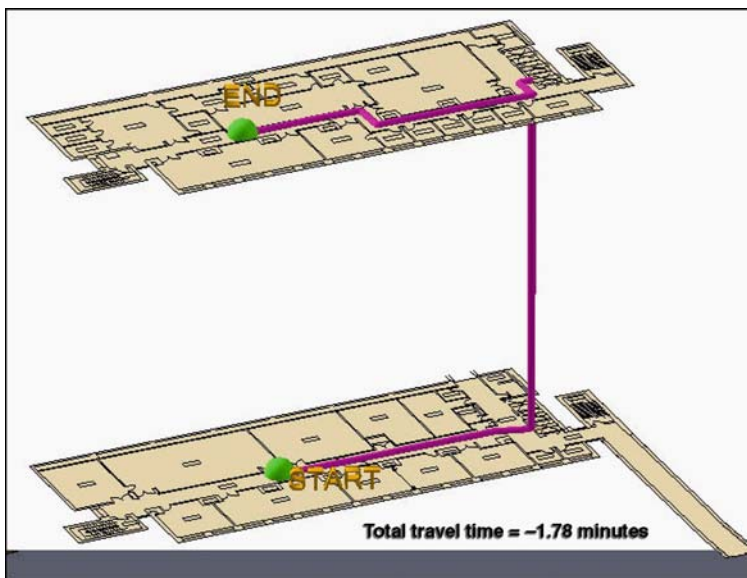 END
START
Total travel time = –1.78 minutes